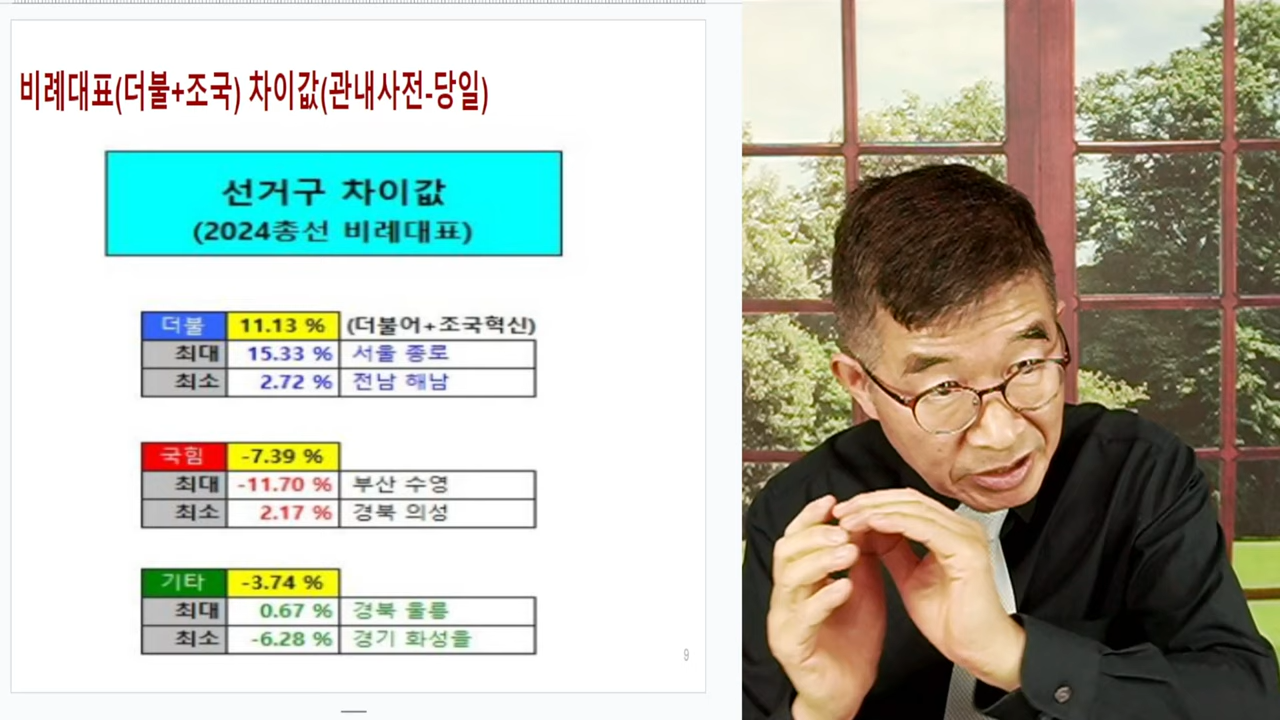 비례대표(더불+조국) 차이값(관내사전-당일)
선거구 차이값
(2024총선 비례대표)
더불 11.13 % (더불어+조국혁신)
최대 15.33 % 서울 종로
최소 2.72 % 전남 해남
국힘 -7.39 %
최대 -11.70 % 부산 수영
최소 2.17 % 경북 의성
기타 -3.74 %
최대 0.67 % 경북 울릉
최소 -6.28 % 경기 화성을
9